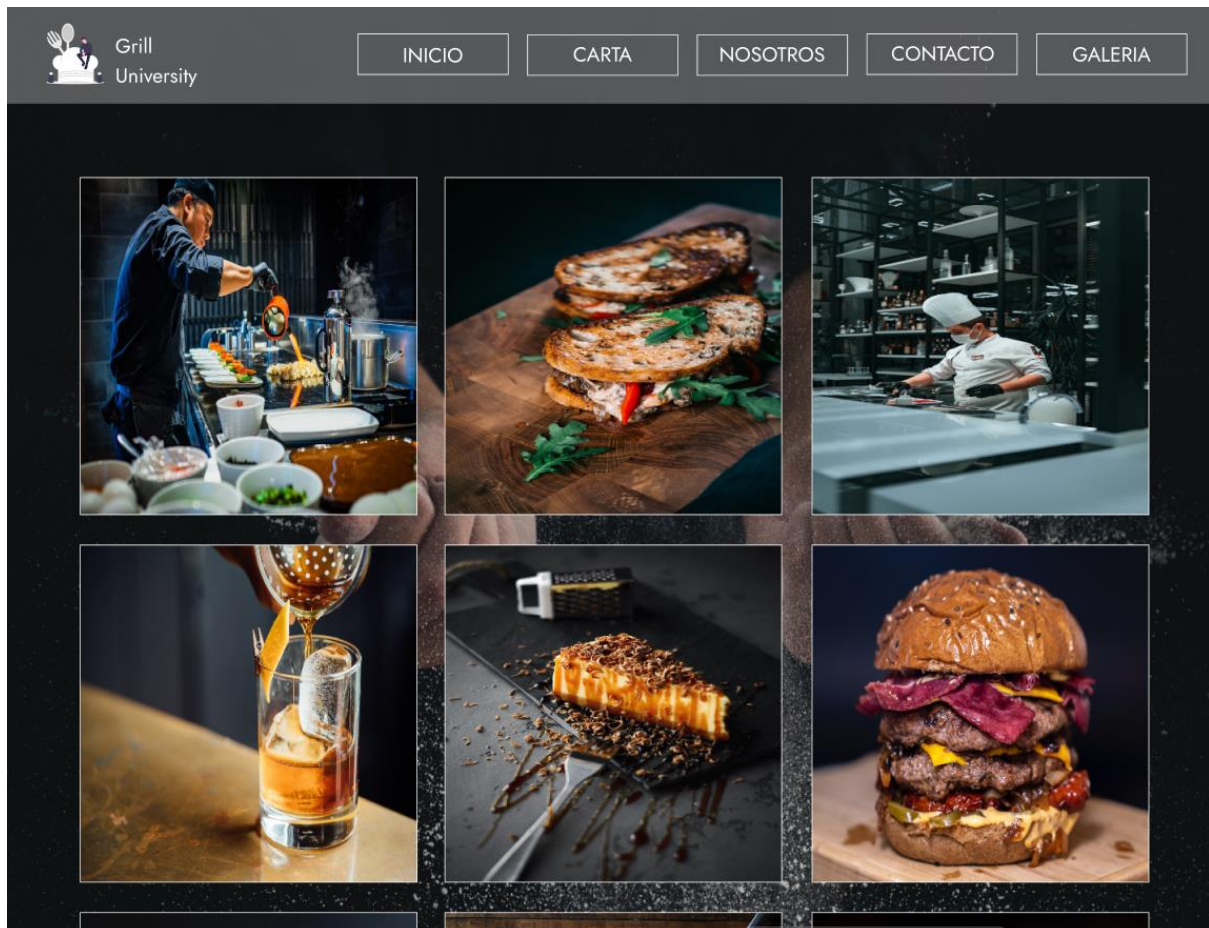 Grill
University
INICIO
CARTA
NOSOTROS
CONTACTO
GALERIA